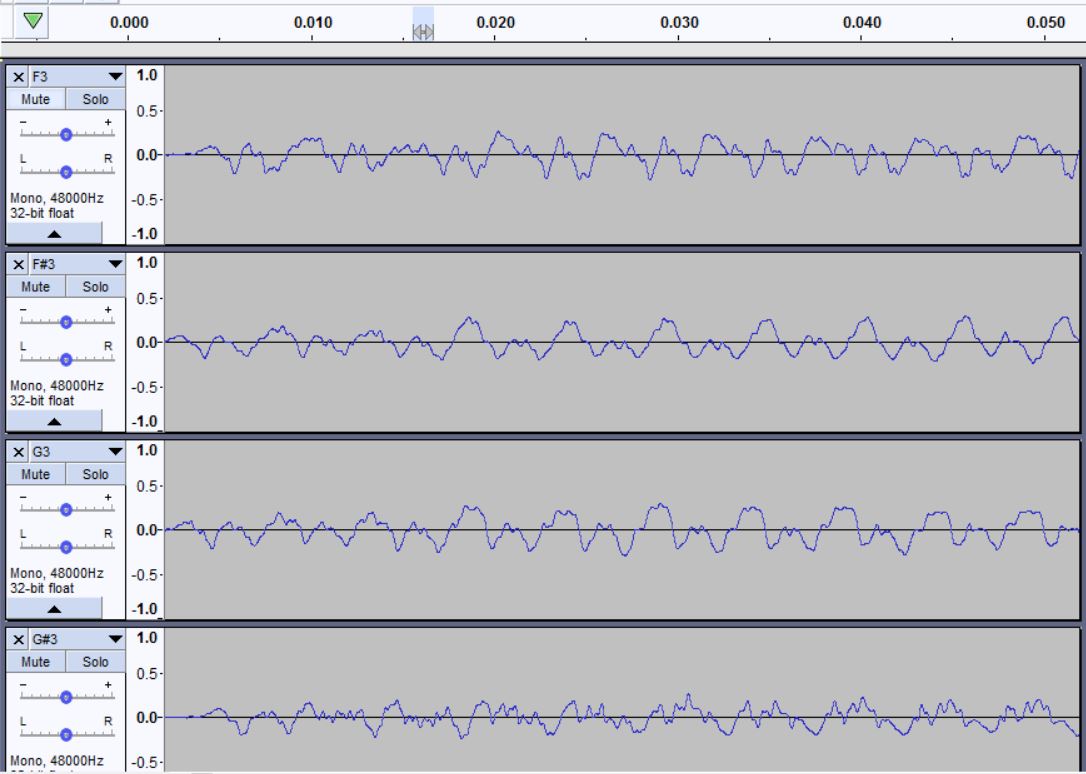 0.000 0.010 0.020 0.030 0.040 0.050
× F3 ▼ 1.0
Mute Solo
0.5-
- +
L R 0.0-
Mono, 48000Hz -0.5-
32-bit float
-1.0
× F#3 ▼ 1.0
Mute Solo
0.5-
- +
L R 0.0-
Mono, 48000Hz -0.5-
32-bit float
-1.0
× G3 ▼ 1.0
Mute Solo
0.5-
- +
L R 0.0-
Mono, 48000Hz -0.5-
32-bit float
-1.0
× G#3 ▼ 1.0
Mute Solo
0.5-
- +
L R 0.0-
Mono, 48000Hz -0.5-